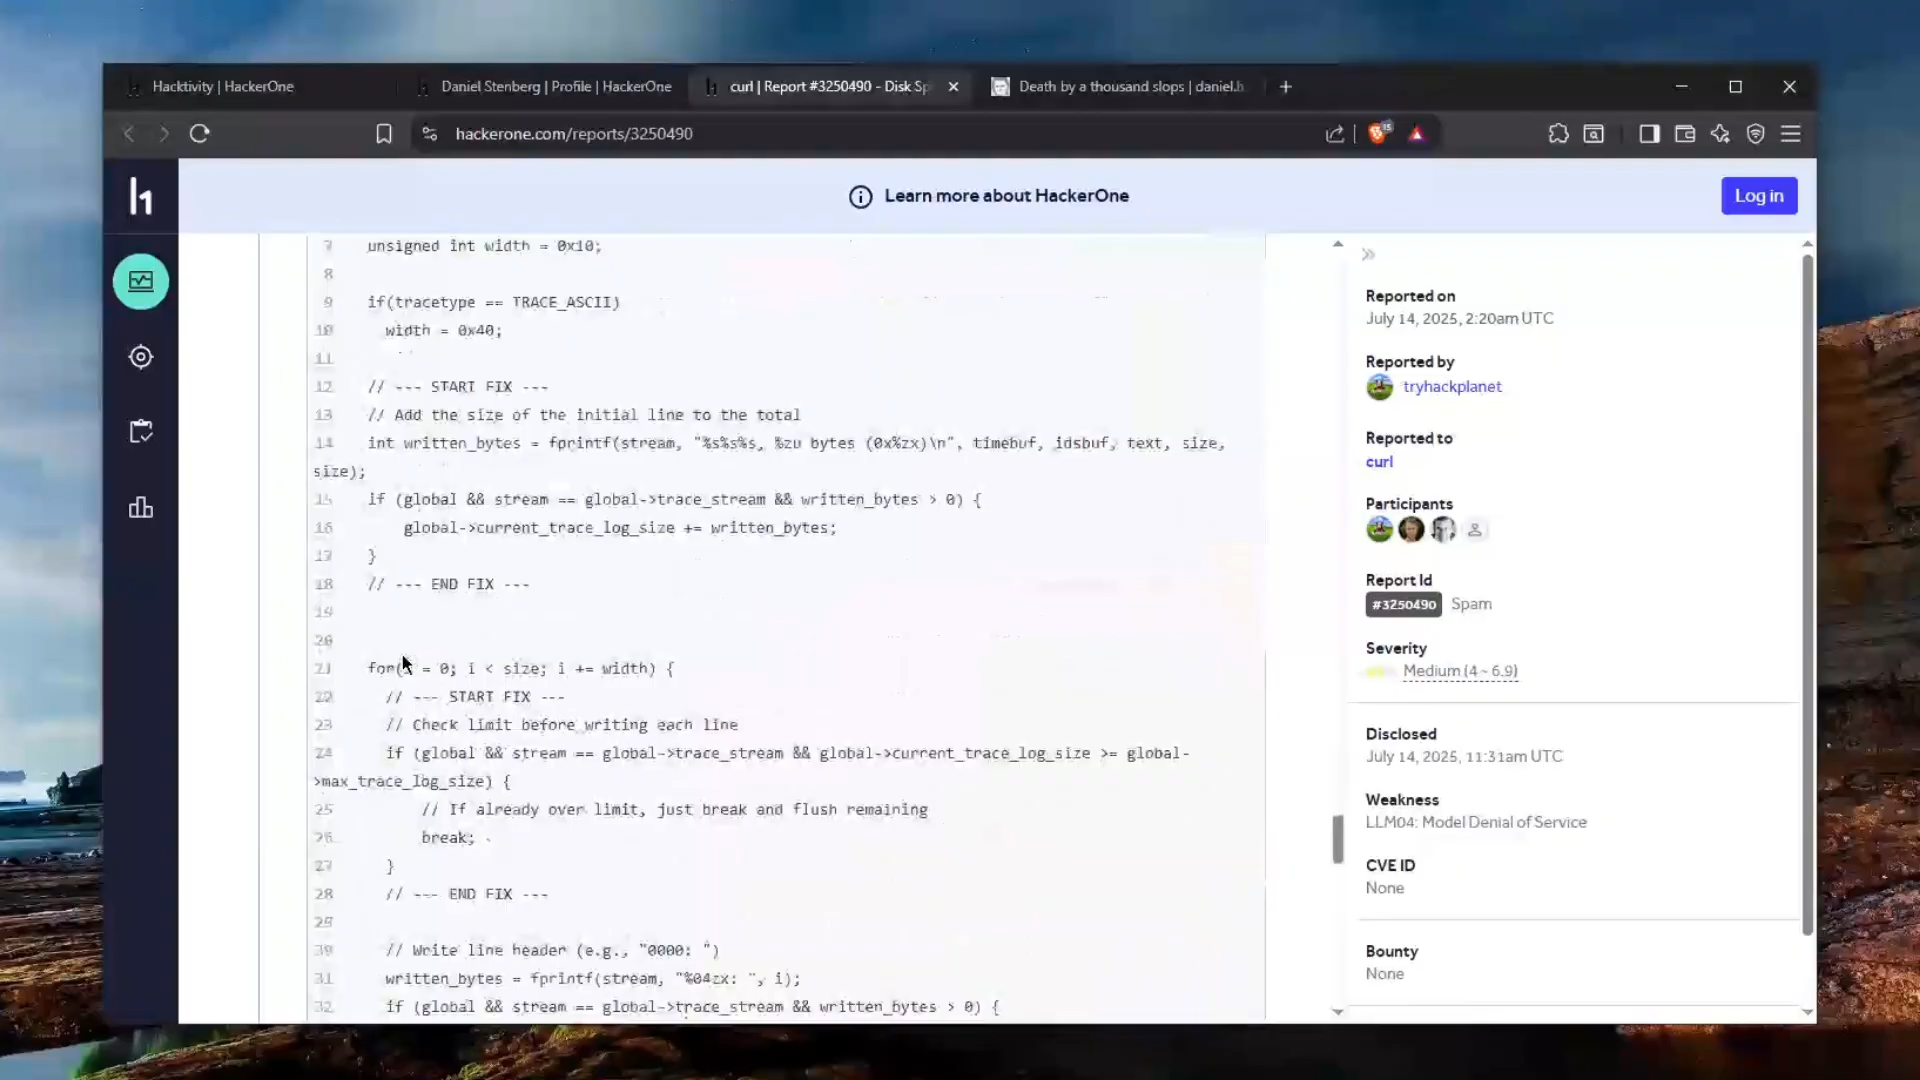 Hacktivity | HackerOne
Daniel Stenberg | Profile | HackerOne
curl | Report #3250490 - Disk Sp
Death by a thousand slops | daniel.h
hackerone.com/reports/3250490
15
h1
Learn more about HackerOne
Log in
7 unsigned int width = 0x10;
8
9 if(tracetype == TRACE_ASCII)
10 width = 0x40;
11
12 // --- START FIX ---
13 // Add the size of the initial line to the total
14 int written_bytes = fprintf(stream, "%s%s%s, %zu bytes (0x%zx)\n", timebuf, idsbuf, text, size,
size);
15 if (global && stream == global->trace_stream && written_bytes > 0) {
16 global->current_trace_log_size += written_bytes;
17 }
18 // --- END FIX ---
19
20
21 for(i = 0; i < size; i += width) {
22 // --- START FIX ---
23 // Check limit before writing each line
24 if (global && stream == global->trace_stream && global->current_trace_log_size >= global-
>max_trace_log_size) {
25 // If already over limit, just break and flush remaining
26 break;
27 }
28 // --- END FIX ---
29
30 // Write line header (e.g., "0000: ")
31 written_bytes = fprintf(stream, "%04zx: ", i);
32 if (global && stream == global->trace_stream && written_bytes > 0) {
Reported on
July 14, 2025, 2:20am UTC
Reported by
tryhackplanet
Reported to
curl
Participants
Report Id
#3250490 Spam
Severity
Medium (4 ~ 6.9)
Disclosed
July 14, 2025, 11:31am UTC
Weakness
LLM04: Model Denial of Service
CVE ID
None
Bounty
None